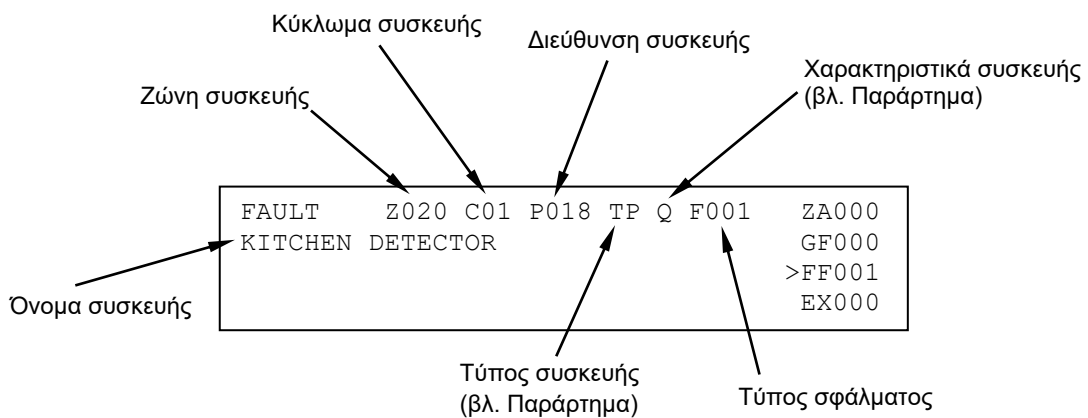 Κύκλωμα συσκευής
Διεύθυνση συσκευής
Χαρακτηριστικά συσκευής
(βλ. Παράρτημα)
Ζώνη συσκευής
FAULT Z020 C01 P018 TP Q F001 ZA000
KITCHEN DETECTOR GF000
>FF001
EX000
Όνομα συσκευής
Τύπος συσκευής
(βλ. Παράρτημα)
Τύπος σφάλματος